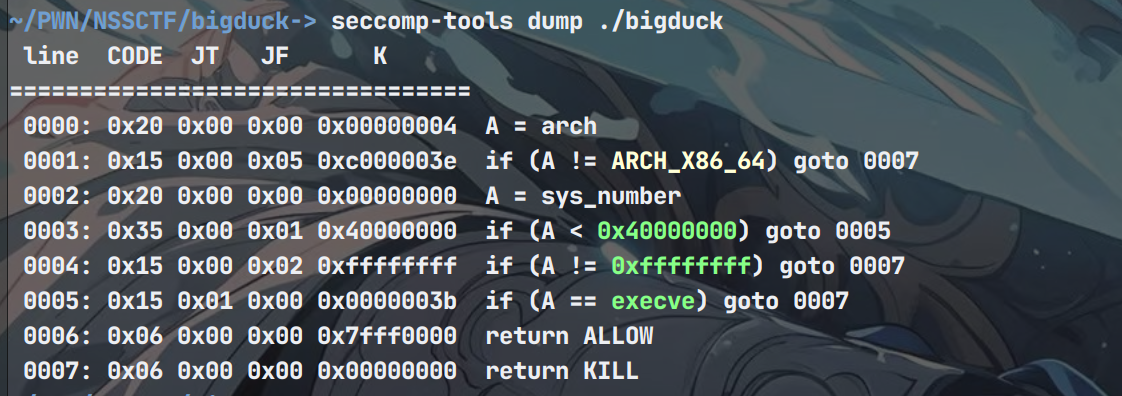 ~/PWN/NSSCTF/bigduck-> seccomp-tools dump ./bigduck
line  CODE  JT   JF      K
=================================
0000: 0x20 0x00 0x00 0x00000004  A = arch
0001: 0x15 0x00 0x05 0xc000003e  if (A != ARCH_X86_64) goto 0007
0002: 0x20 0x00 0x00 0x00000000  A = sys_number
0003: 0x35 0x00 0x01 0x40000000  if (A < 0x40000000) goto 0005
0004: 0x15 0x00 0x02 0xffffffff  if (A != 0xffffffff) goto 0007
0005: 0x15 0x01 0x00 0x0000003b  if (A == execve) goto 0007
0006: 0x06 0x00 0x00 0x7fff0000  return ALLOW
0007: 0x06 0x00 0x00 0x00000000  return KILL